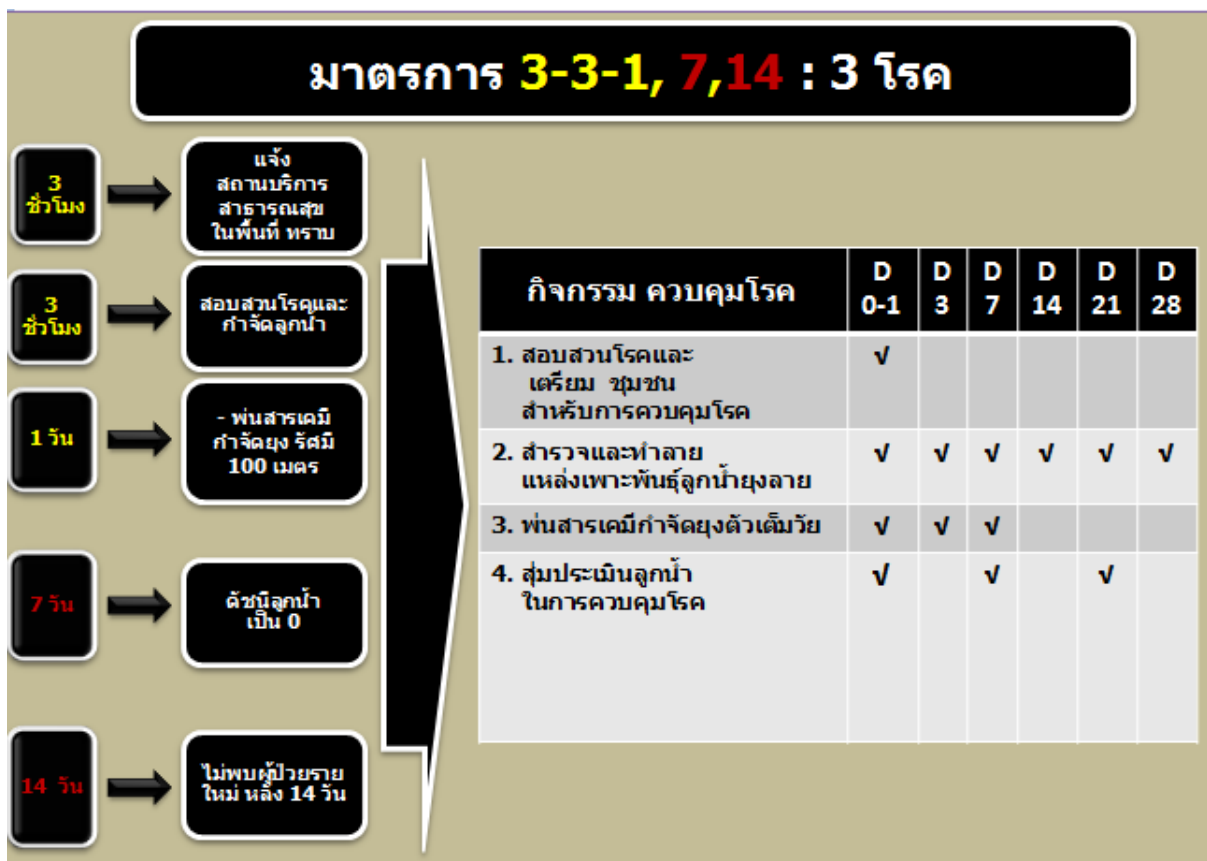 มาตรการ 3-3-1, 7,14 : 3 โรค
3
ชั่วโมง
แจ้ง
สถานบริการ
สาธารณสุข
ในพื้นที่ ทราบ
3
ชั่วโมง
สอบสวนโรคและ
กำจัดลูกน้ำ
1 วัน
- พ่นสารเคมี
กำจัดยุง รัศมี
100 เมตร
7 วัน
ดัชนีลูกน้ำ
เป็น 0
14 วัน
ไม่พบผู้ป่วยราย
ใหม่ หลัง 14 วัน
กิจกรรม ควบคุมโรค
D
0-1
D
3
D
7
D
14
D
21
D
28
1. สอบสวนโรคและ
เตรียม ชุมชน
สำหรับการควบคุมโรค
√
2. สำรวจและทำลาย
แหล่งเพาะพันธุ์ลูกน้ำยุงลาย
√ √ √ √ √ √
3. พ่นสารเคมีกำจัดยุงตัวเต็มวัย
√ √ √
4. สุ่มประเมินลูกน้ำ
ในการควบคุมโรค
√ √ √